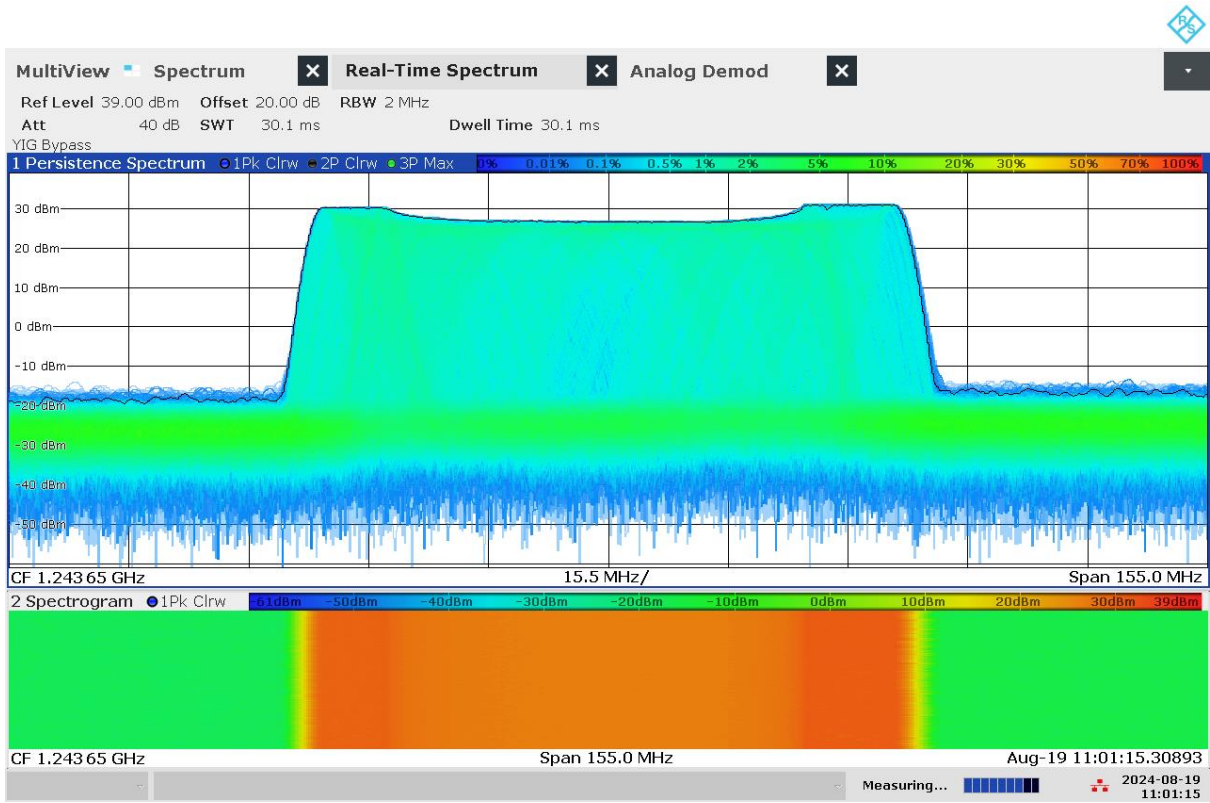 R&S
MultiView Spectrum X Real-Time Spectrum X Analog Demod X
Ref Level 39.00 dBm Offset 20.00 dB RBW 2 MHz
Att 40 dB SWT 30.1 ms Dwell Time 30.1 ms
YIG Bypass
1 Persistence Spectrum 1Pk Clrw 2P Clrw 3P Max 0% 0.01% 0.1% 0.5% 1% 2% 5% 10% 20% 30% 50% 70% 100%
30 dBm
20 dBm
10 dBm
0 dBm
-10 dBm
-20 dBm
-30 dBm
-40 dBm
-50 dBm
CF 1.24365 GHz 15.5 MHz/ Span 155.0 MHz
2 Spectrogram 1Pk Clrw -61dBm -50dBm -40dBm -30dBm -20dBm -10dBm 0dBm 10dBm 20dBm 30dBm 39dBm
CF 1.24365 GHz Span 155.0 MHz Aug-19 11:01:15.30893
Measuring... 2024-08-19
11:01:15